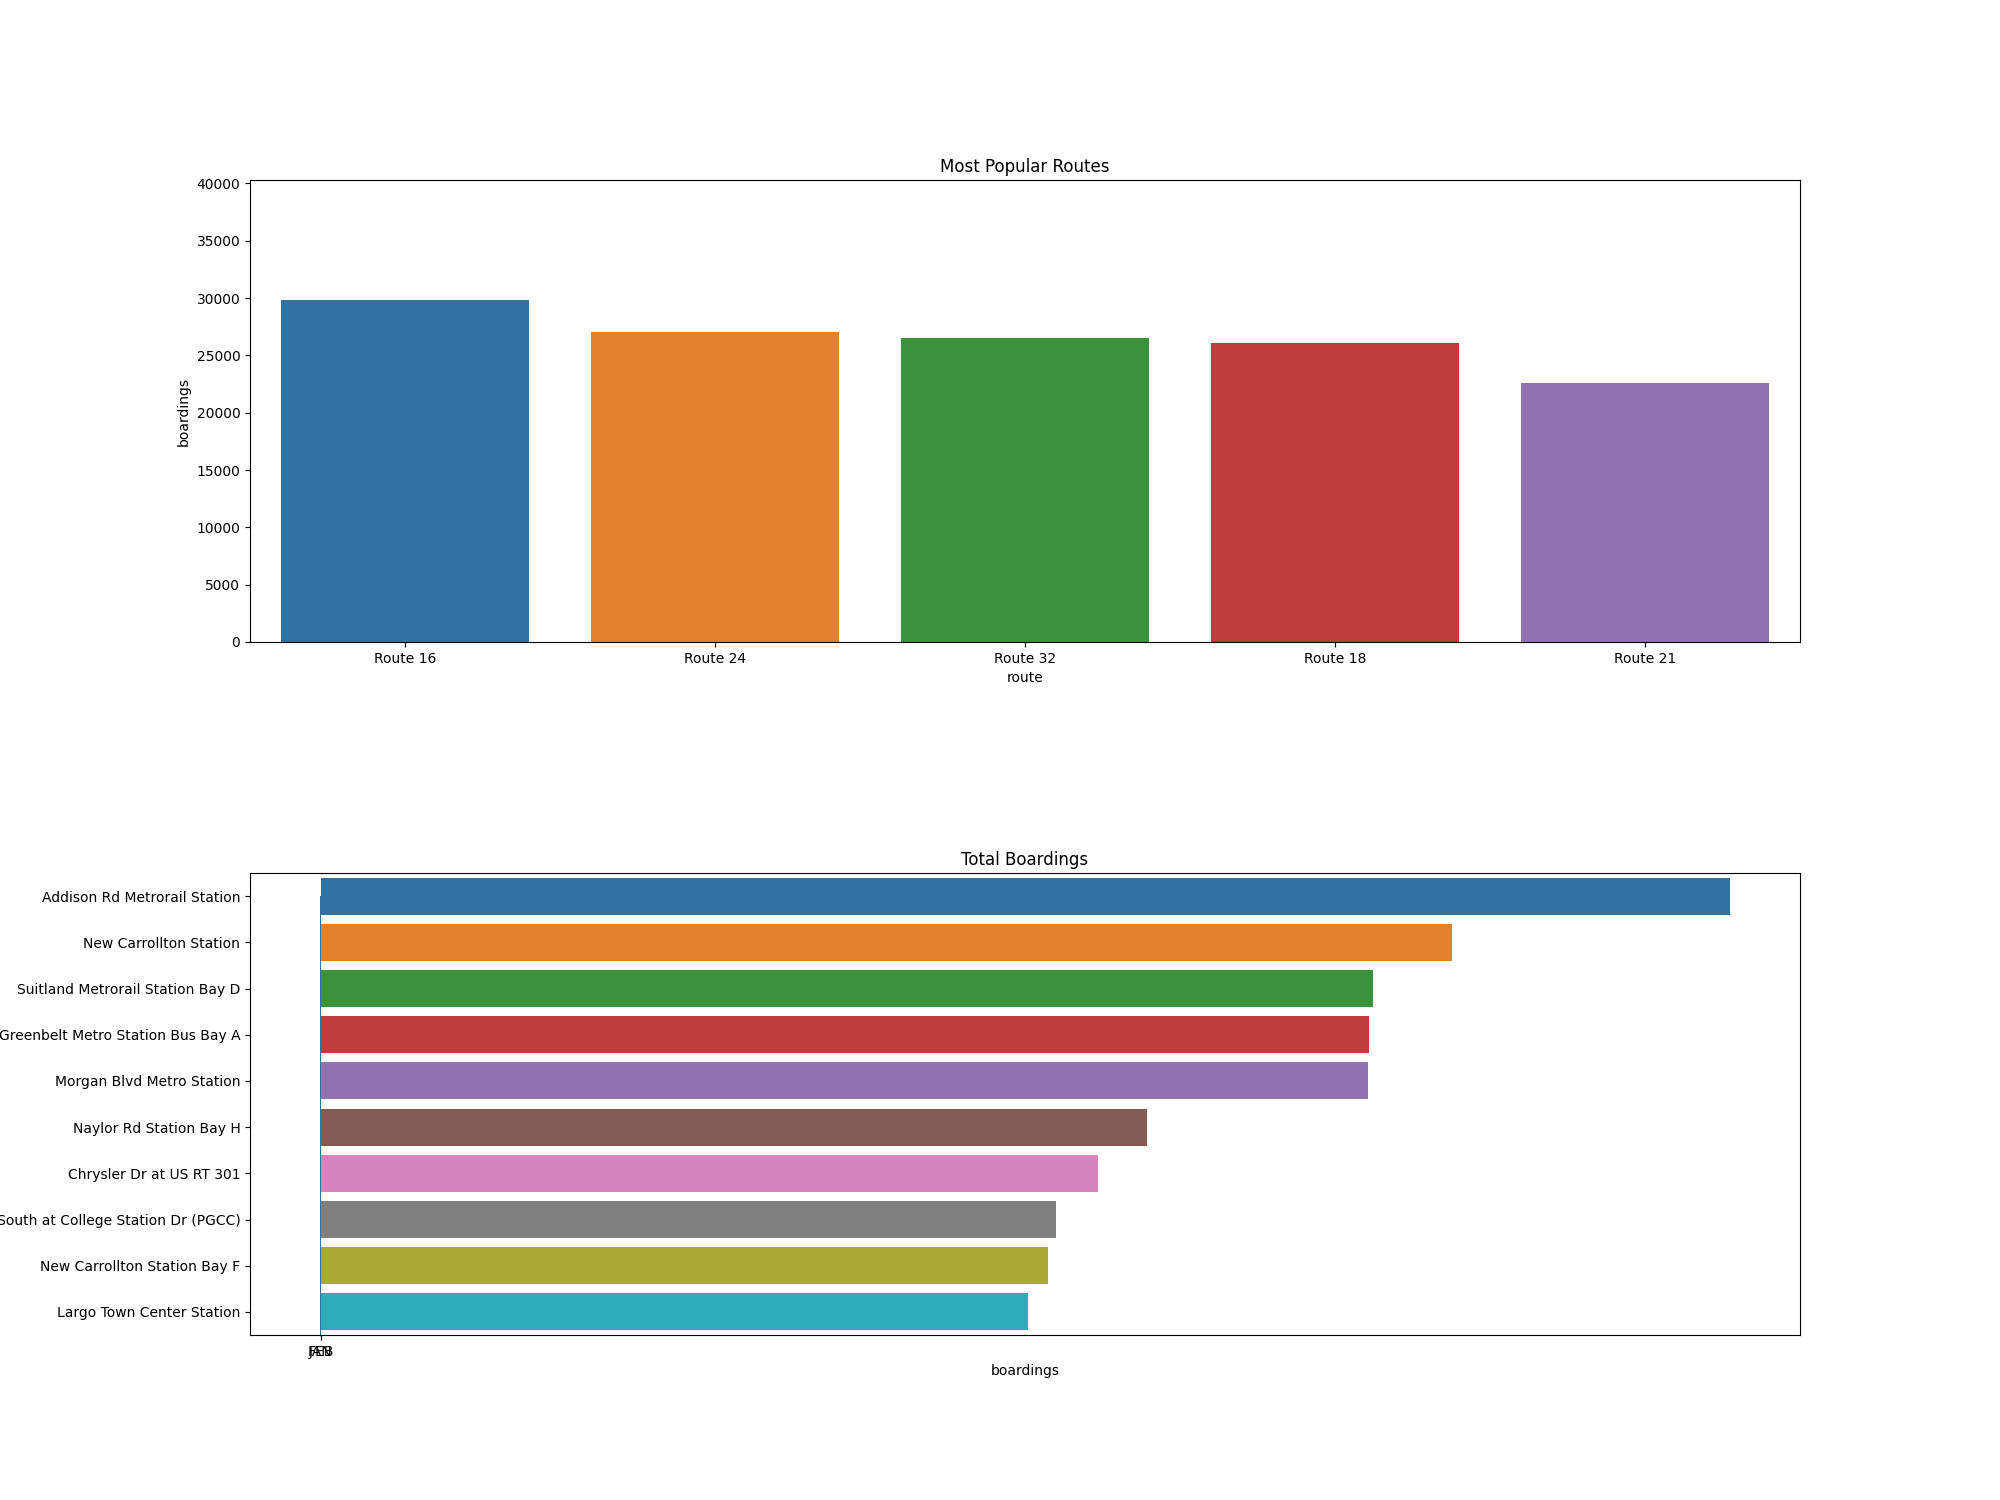 Most Popular Routes
40000
35000
30000
25000
20000
15000
10000
5000
0
boardings
Route 16 Route 24 Route 32 Route 18 Route 21
route
Total Boardings
Addison Rd Metrorail Station
New Carrollton Station
Suitland Metrorail Station Bay D
Greenbelt Metro Station Bus Bay A
Morgan Blvd Metro Station
Naylor Rd Station Bay H
Chrysler Dr at US RT 301
South at College Station Dr (PGCC)
New Carrollton Station Bay F
Largo Town Center Station
boardings